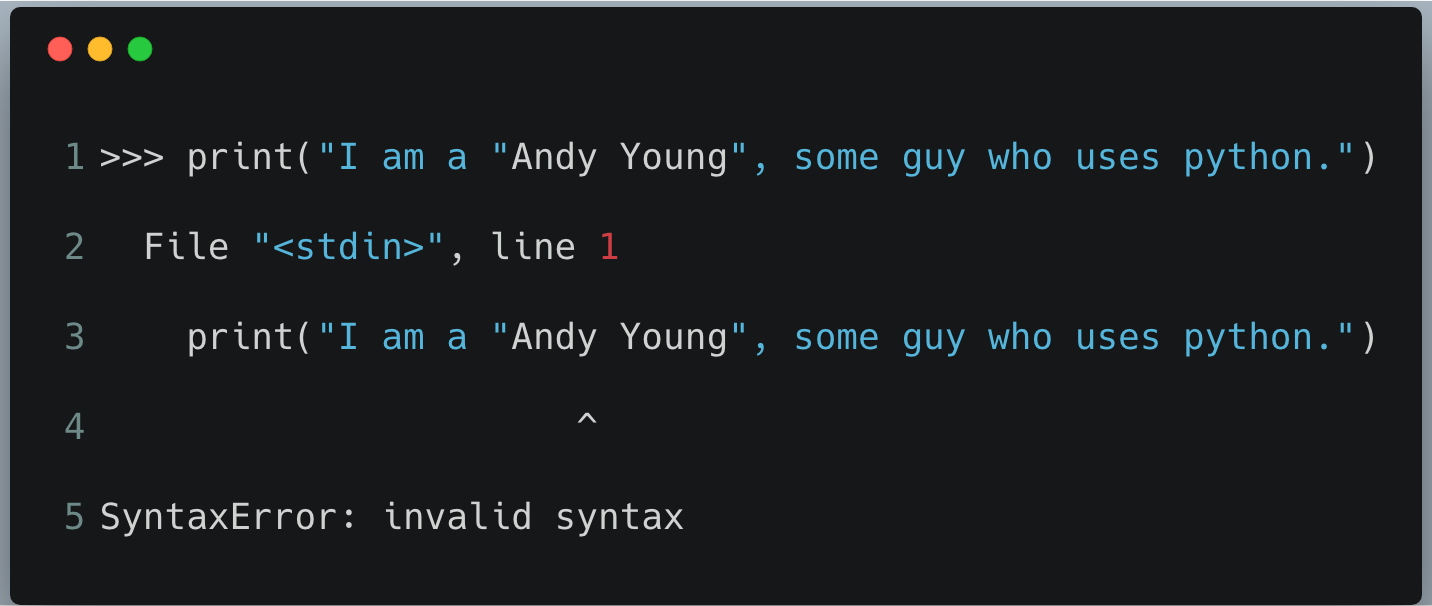 1 >>> print("I am a "Andy Young", some guy who uses python.")
2   File "<stdin>", line 1
3     print("I am a "Andy Young", some guy who uses python.")
4                       ^
5 SyntaxError: invalid syntax